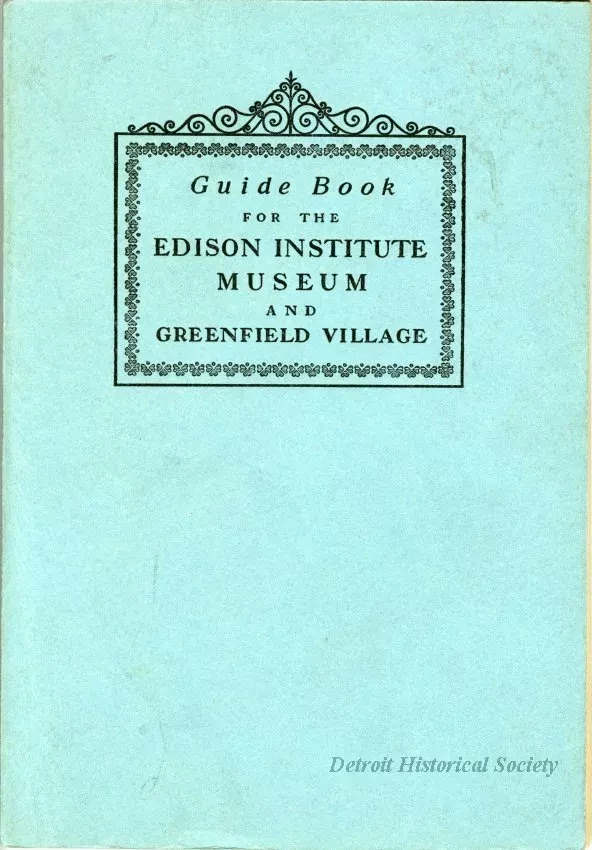 Guide Book
FOR THE
EDISON INSTITUTE
MUSEUM
AND
GREENFIELD VILLAGE
Detroit Historical Society